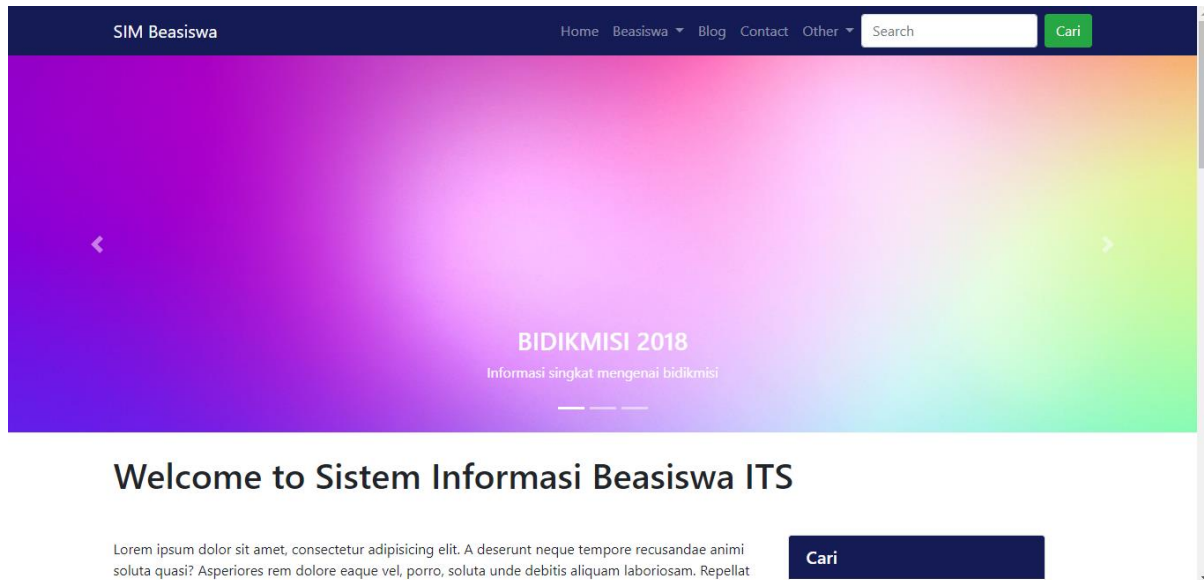 SIM Beasiswa Home Beasiswa Blog Contact Other Search Cari
BIDIKMISI 2018
Informasi singkat mengenai bidikmisi
Welcome to Sistem Informasi Beasiswa ITS
Lorem ipsum dolor sit amet, consectetur adipisicing elit. A deserunt neque tempore recusandae animi
soluta quasi? Asperiores rem dolore eaque vel, porro, soluta unde debitis aliquam laboriosam. Repellat
Cari